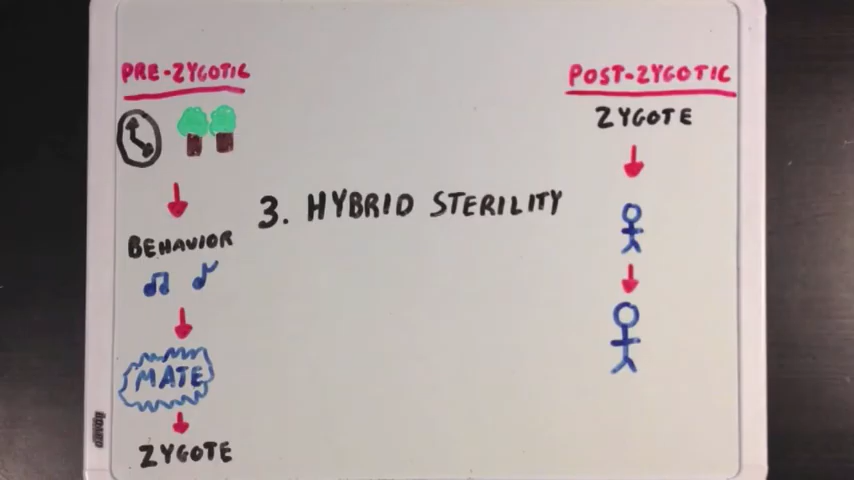 PRE-ZYGOTIC
BEHAVIOR
MATE
ZYGOTE
3. HYBRID STERILITY
POST-ZYGOTIC
ZYGOTE